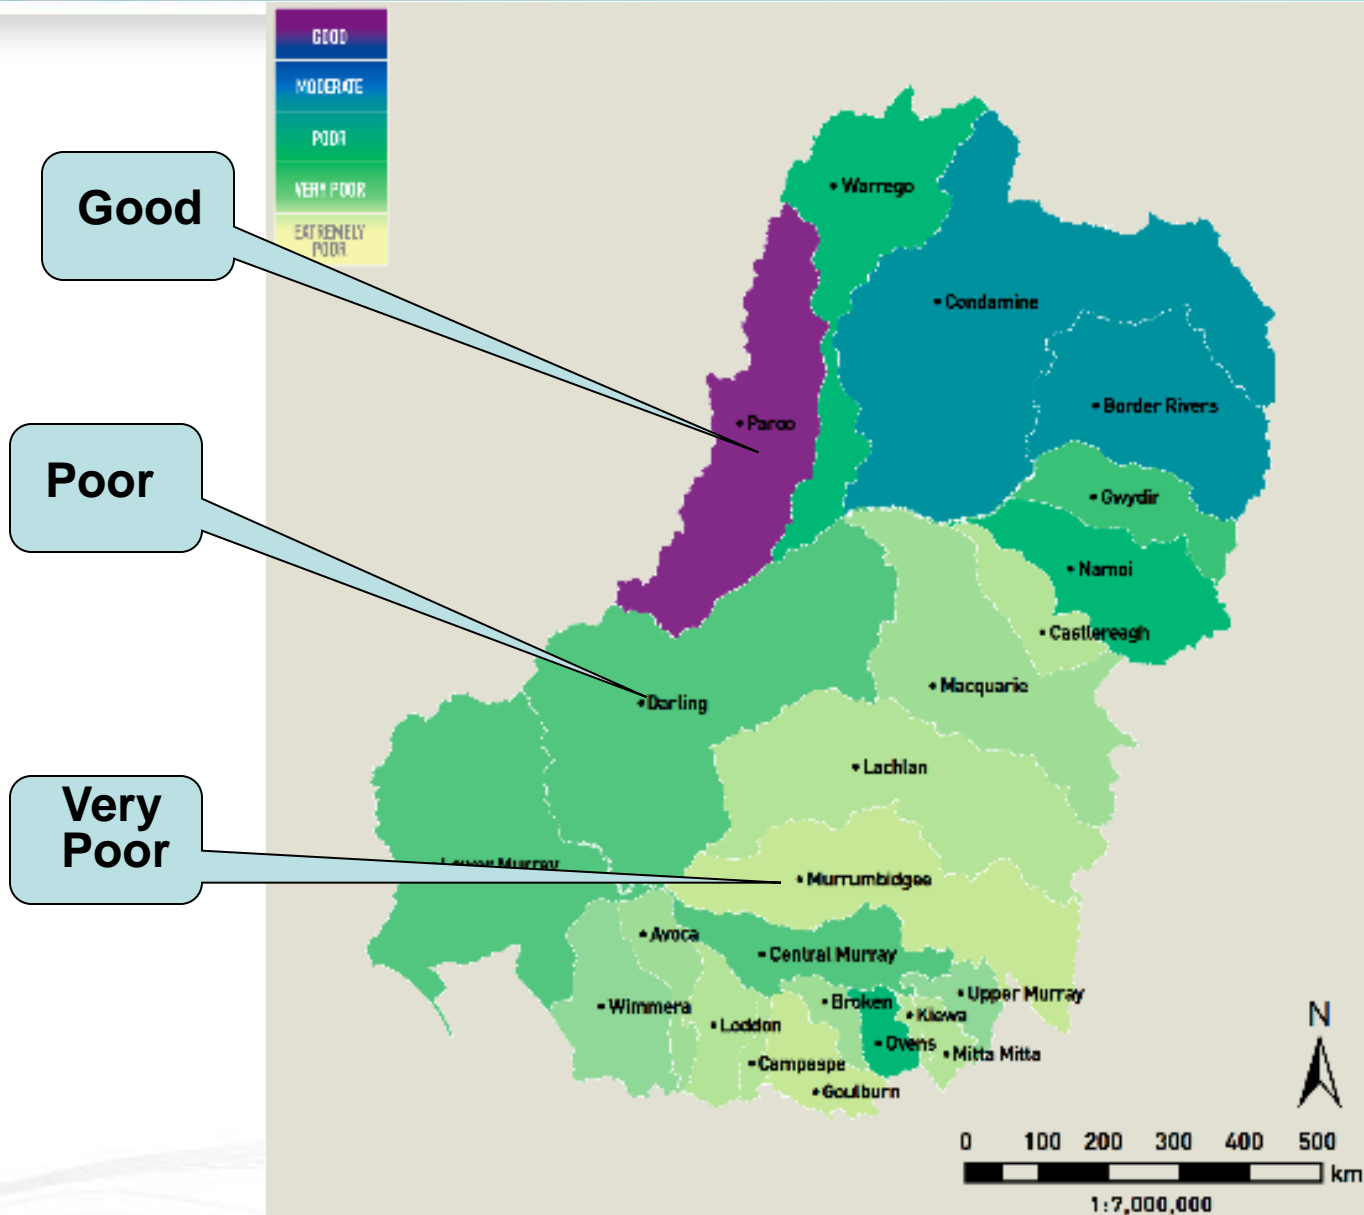 GOOD
MODERATE
POOR
VERY POOR
EXTREMELY
POOR
Good
Poor
Very
Poor
Warrego
Condamine
Paroo
Border Rivers
Gwydir
Namoi
Castlereagh
Macquarie
Darling
Lachlan
Lower Murray
Murrumbidgee
Avoca
Central Murray
Wimmera
Broken
Upper Murray
Kiewa
Loddon
Ovens
Mitta Mitta
Campaspe
Goulburn
N
0 100 200 300 400 500
km
1:7,000,000